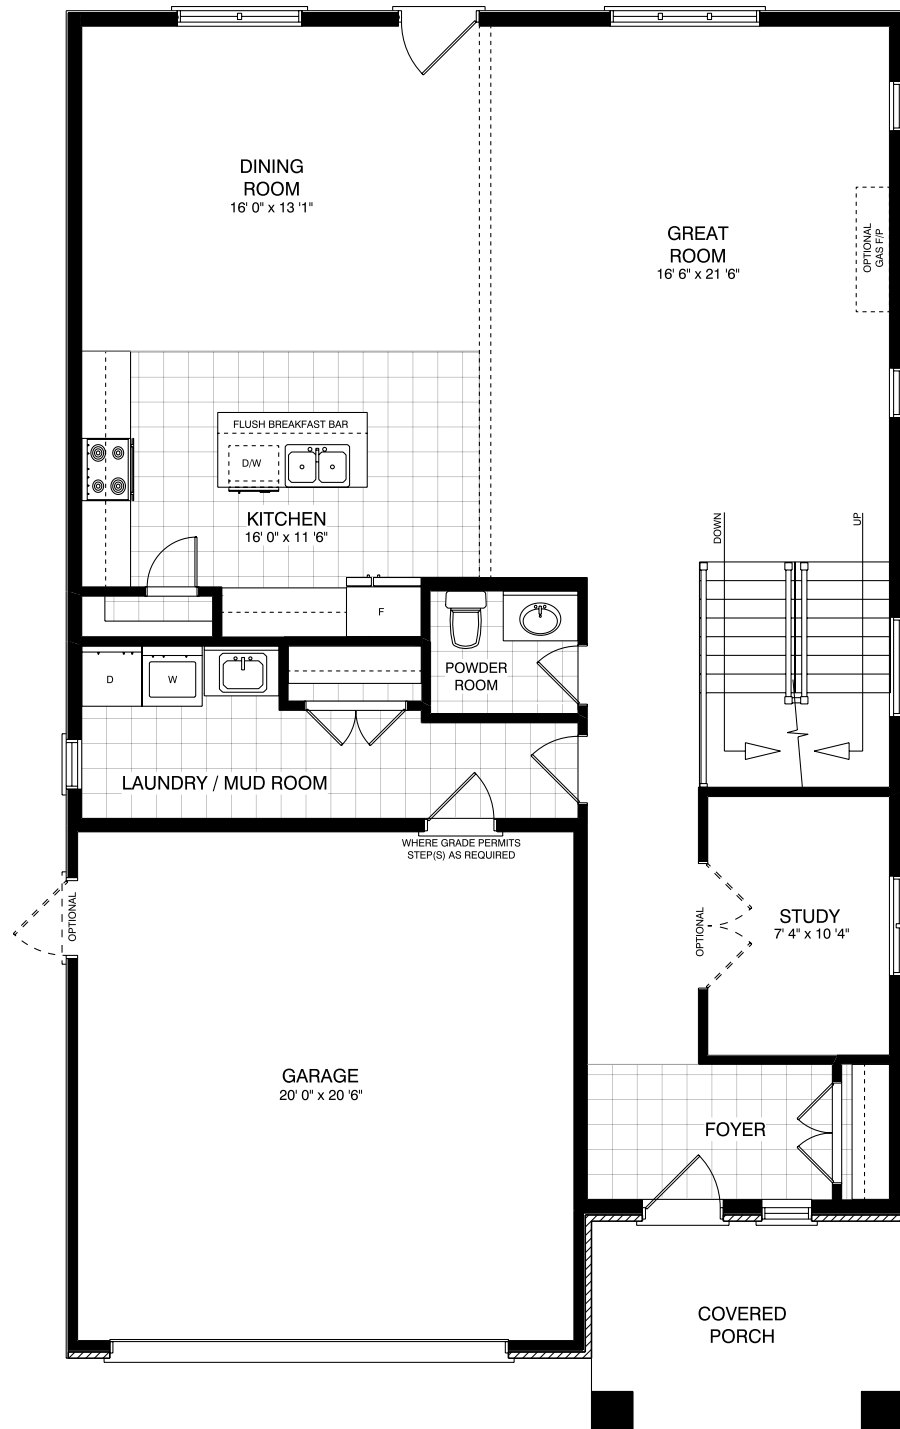 DINING
ROOM
16' 0" x 13 '1"
GREAT
ROOM
16' 6" x 21 '6"
OPTIONAL
GAS F/P
FLUSH BREAKFAST BAR
D/W
KITCHEN
16' 0" x 11 '6"
DOWN
UP
F
POWDER
ROOM
D
W
LAUNDRY / MUD ROOM
WHERE GRADE PERMITS
STEP(S) AS REQUIRED
OPTIONAL
OPTIONAL
STUDY
7' 4" x 10 '4"
GARAGE
20' 0" x 20 '6"
FOYER
COVERED
PORCH